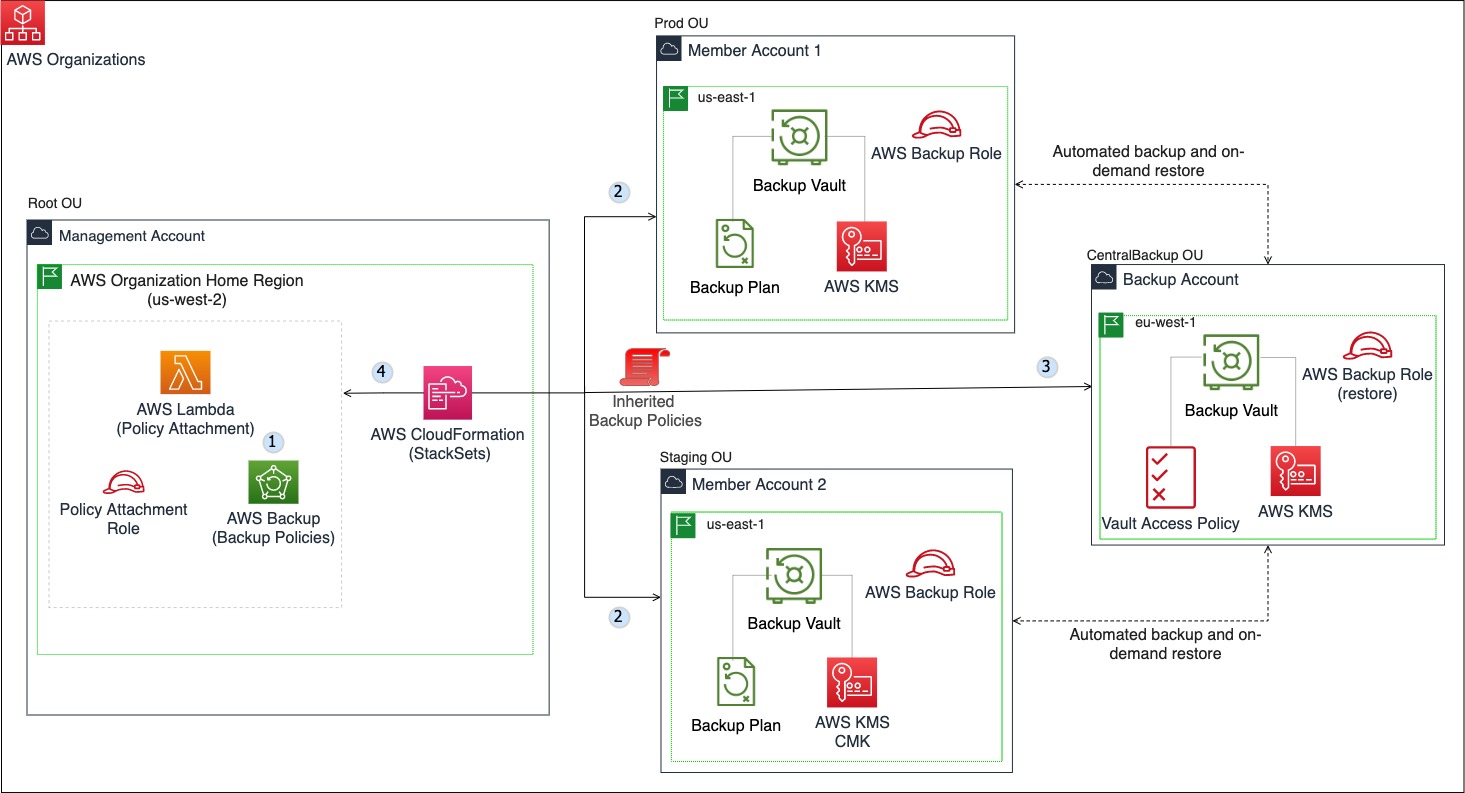 AWS Organizations
Root OU
Management Account
AWS Organization Home Region
(us-west-2)
AWS Lambda
(Policy Attachment)
1
Policy Attachment
Role
AWS Backup
(Backup Policies)
4
AWS CloudFormation
(StackSets)
2
Inherited
Backup Policies
2
Prod OU
Member Account 1
us-east-1
AWS Backup Role
Backup Vault
Backup Plan
AWS KMS
Staging OU
Member Account 2
us-east-1
AWS Backup Role
Backup Vault
Backup Plan
AWS KMS
CMK
Automated backup and on-
demand restore
3
CentralBackup OU
Backup Account
eu-west-1
AWS Backup Role
(restore)
Backup Vault
Vault Access Policy
AWS KMS
Automated backup and on-
demand restore